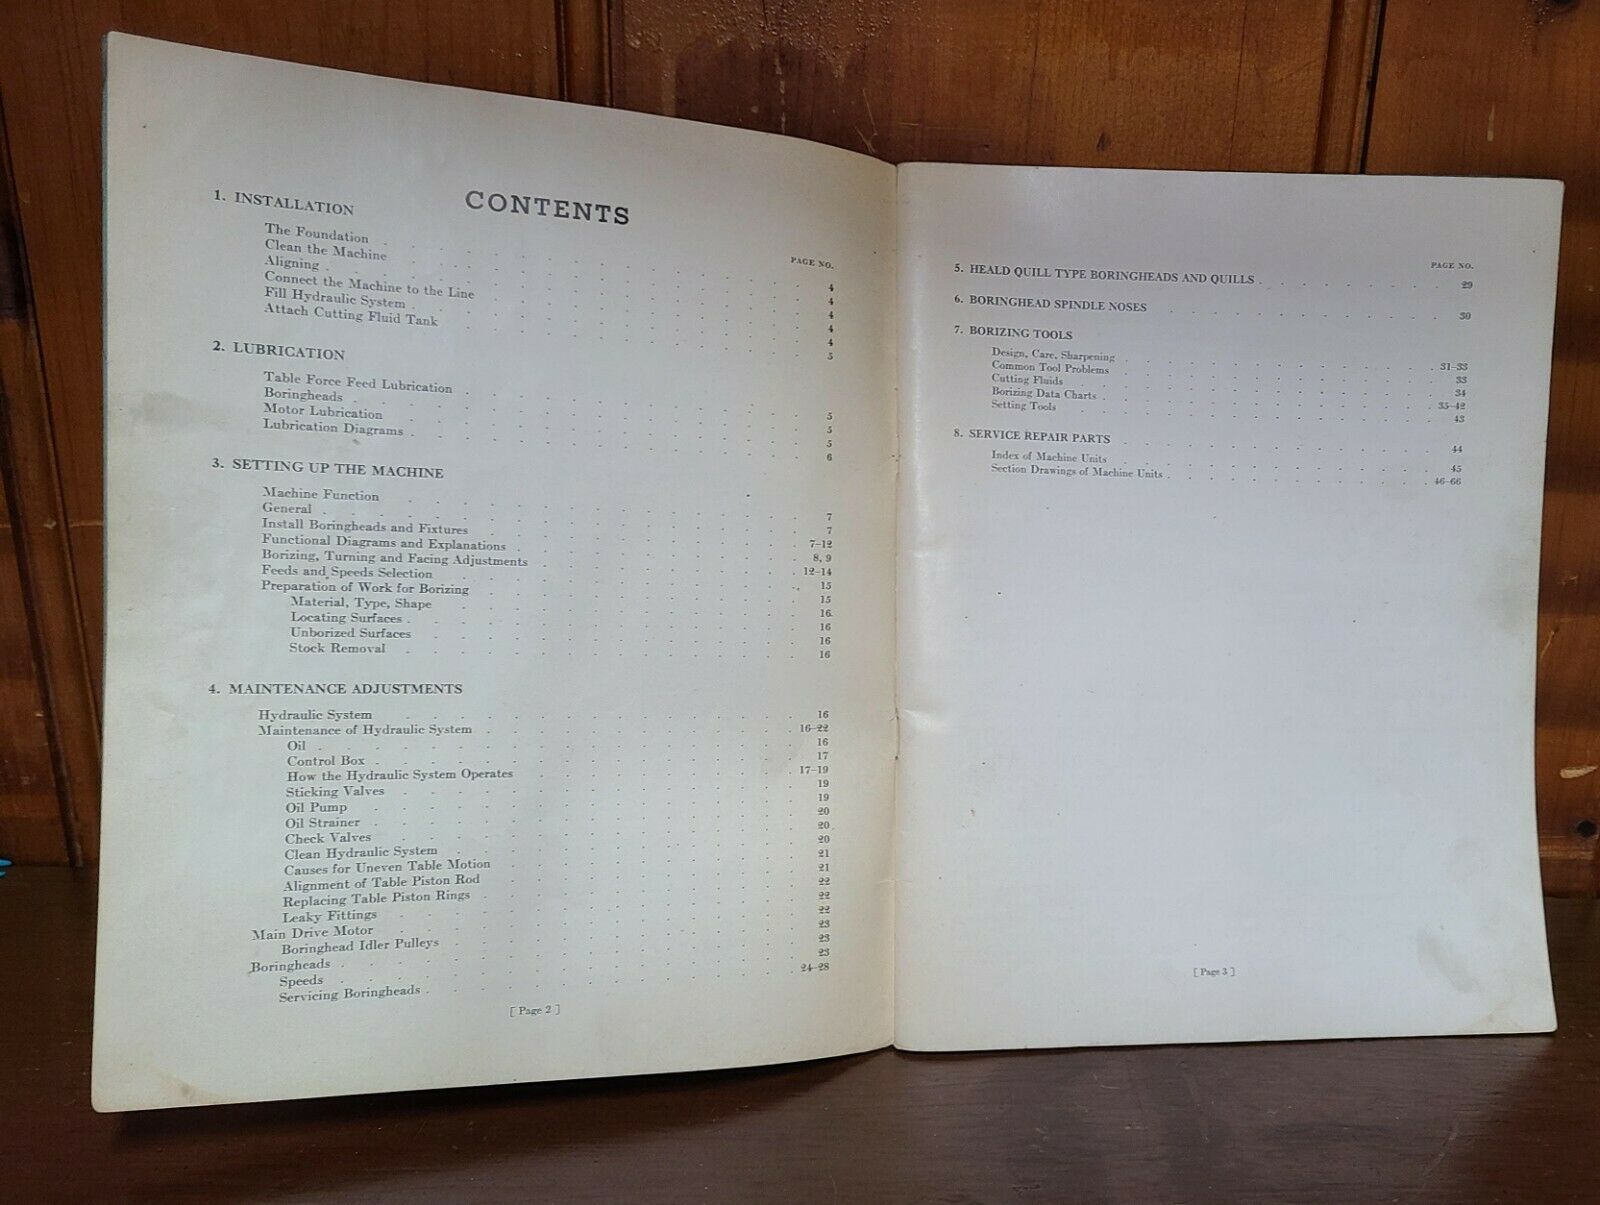 CONTENTS
PAGE NO.
1. INSTALLATION
The Foundation . . . . . . . . . . . . . . . . 4
Clean the Machine . . . . . . . . . . . . . . . . 4
Aligning . . . . . . . . . . . . . . . . . . 4
Connect the Machine to the Line . . . . . . . . . . . . 4
Fill Hydraulic System . . . . . . . . . . . . . . . 4
Attach Cutting Fluid Tank . . . . . . . . . . . . . . 5
2. LUBRICATION
Table Force Feed Lubrication . . . . . . . . . . . . . 5
Boringheads . . . . . . . . . . . . . . . . . 5
Motor Lubrication . . . . . . . . . . . . . . . . 5
Lubrication Diagrams . . . . . . . . . . . . . . . 6
3. SETTING UP THE MACHINE
Machine Function . . . . . . . . . . . . . . . 7
General . . . . . . . . . . . . . . . . . . 7
Install Boringheads and Fixtures . . . . . . . . . . . . 7–12
Functional Diagrams and Explanations . . . . . . . . . . . 8, 9
Borizing, Turning and Facing Adjustments . . . . . . . . . . 12–14
Feeds and Speeds Selection . . . . . . . . . . . . . 15
Preparation of Work for Borizing . . . . . . . . . . . . 15
Material, Type, Shape . . . . . . . . . . . . . 16
Locating Surfaces . . . . . . . . . . . . . . . 16
Unborized Surfaces . . . . . . . . . . . . . . 16
Stock Removal . . . . . . . . . . . . . . . 16
4. MAINTENANCE ADJUSTMENTS
Hydraulic System . . . . . . . . . . . . . . . 16
Maintenance of Hydraulic System . . . . . . . . . . . . 16–22
Oil . . . . . . . . . . . . . . . . . . 16
Control Box . . . . . . . . . . . . . . . . 17
How the Hydraulic System Operates . . . . . . . . . . 17–19
Sticking Valves . . . . . . . . . . . . . . . 19
Oil Pump . . . . . . . . . . . . . . . . 19
Oil Strainer . . . . . . . . . . . . . . . . 20
Check Valves . . . . . . . . . . . . . . . 20
Clean Hydraulic System . . . . . . . . . . . . . 20
Causes for Uneven Table Motion . . . . . . . . . . . 21
Alignment of Table Piston Rod . . . . . . . . . . . 21
Replacing Table Piston Rings . . . . . . . . . . . . 22
Leaky Fittings . . . . . . . . . . . . . . . 22
Main Drive Motor . . . . . . . . . . . . . . . 22
Boringhead Idler Pulleys . . . . . . . . . . . . . 23
Boringheads . . . . . . . . . . . . . . . . . 23
Speeds . . . . . . . . . . . . . . . . . 23
Servicing Boringheads . . . . . . . . . . . . . . 24–28
[ Page 2 ]
PAGE NO.
5. HEALD QUILL TYPE BORINGHEADS AND QUILLS . . . . . . . . . 29
6. BORINGHEAD SPINDLE NOSES . . . . . . . . . . . . 30
7. BORIZING TOOLS
Design, Care, Sharpening . . . . . . . . . . . . . 31–33
Common Tool Problems . . . . . . . . . . . . . 33
Cutting Fluids . . . . . . . . . . . . . . . 34
Borizing Data Charts . . . . . . . . . . . . . . 35–42
Setting Tools . . . . . . . . . . . . . . . 43
8. SERVICE REPAIR PARTS . . . . . . . . . . . . . 44
Index of Machine Units . . . . . . . . . . . . . 45
Section Drawings of Machine Units . . . . . . . . . . . 46–66
[ Page 3 ]